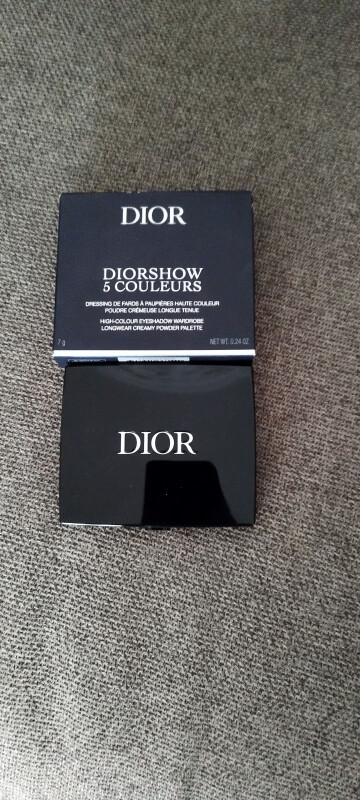 DIOR
DIORSHOW
5 COULEURS
DRESSING DE FARDS À PAUPIÈRES HAUTE COULEUR
POUDRE CRÉMEUSE LONGUE TENUE
HIGH-COLOUR EYESHADOW WARDROBE
LONGWEAR CREAMY POWDER PALETTE
7 g NET WT. 0.24 OZ
DIOR